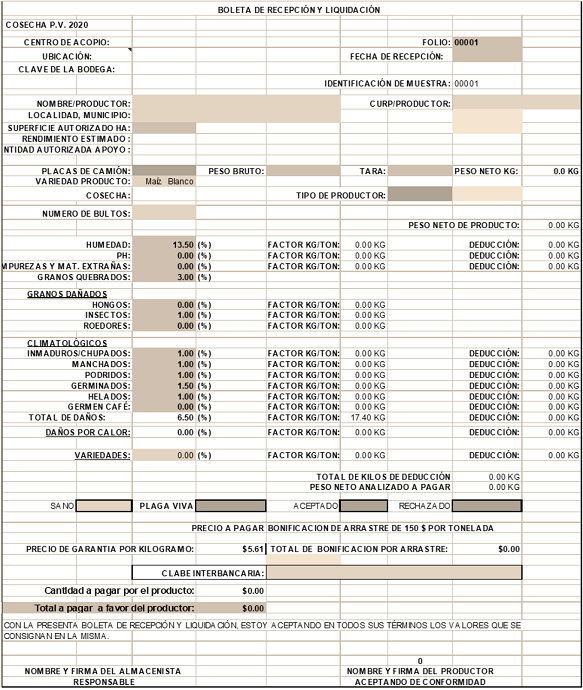 BOLETA DE RECEPCIÓN Y LIQUIDACIÓN
COSECHA P.V. 2020
CENTRO DE ACOPIO: FOLIO: 00001
UBICACIÓN: FECHA DE RECEPCIÓN:
CLAVE DE LA BODEGA:
IDENTIFICACIÓN DE MUESTRA: 00001
NOMBRE/PRODUCTOR: CURP/PRODUCTOR:
LOCALIDAD, MUNICIPIO:
SUPERFICIE AUTORIZADO HA:
RENDIMIENTO ESTIMADO :
NTIDAD AUTORIZADA APOYO :
PLACAS DE CAMIÓN: PESO BRUTO: TARA: PESO NETO KG: 0.0 KG
VARIEDAD PRODUCTO: Maíz Blanco
COSECHA: TIPO DE PRODUCTOR:
NUMERO DE BULTOS:
PESO NETO DE PRODUCTO: 0.00 KG
HUMEDAD: 13.50 (%) FACTOR KG/TON: 0.00 KG DEDUCCIÓN: 0.00 KG
PH: 0.00 (%) FACTOR KG/TON: 0.00 KG DEDUCCIÓN: 0.00 KG
MPUREZAS Y MAT. EXTRAÑAS: 0.00 (%) FACTOR KG/TON: 0.00 KG DEDUCCIÓN: 0.00 KG
GRANOS QUEBRADOS: 3.00 (%)
GRANOS DAÑADOS
HONGOS: 0.00 (%) FACTOR KG/TON: 0.00 KG
INSECTOS: 1.00 (%) FACTOR KG/TON: 0.00 KG
ROEDORES: 0.00 (%) FACTOR KG/TON: 0.00 KG
CLIMATOLÓGICOS
INMADUROS/CHUPADOS: 1.00 (%) FACTOR KG/TON: 0.00 KG DEDUCCIÓN: 0.00 KG
MANCHADOS: 1.00 (%) FACTOR KG/TON: 0.00 KG DEDUCCIÓN: 0.00 KG
PODRIDOS: 1.00 (%) FACTOR KG/TON: 0.00 KG DEDUCCIÓN: 0.00 KG
GERMINADOS: 1.50 (%) FACTOR KG/TON: 0.00 KG DEDUCCIÓN: 0.00 KG
HELADOS: 1.00 (%) FACTOR KG/TON: 0.00 KG DEDUCCIÓN: 0.00 KG
GERMEN CAFÉ: 0.00 (%) FACTOR KG/TON: 0.00 KG DEDUCCIÓN: 0.00 KG
TOTAL DE DAÑOS: 6.50 (%) FACTOR KG/TON: 17.40 KG DEDUCCIÓN: 0.00 KG
DAÑOS POR CALOR: 0.00 (%) FACTOR KG/TON: 0.00 KG DEDUCCIÓN: 0.00 KG
VARIEDADES: 0.00 (%) FACTOR KG/TON: 0.00 KG DEDUCCIÓN: 0.00 KG
TOTAL DE KILOS DE DEDUCCIÓN 0.00 KG
PESO NETO ANALIZADO A PAGAR 0.00 KG
SANO PLAGA VIVA ACEPTADO RECHAZADO
PRECIO A PAGAR BONIFICACION DE ARRASTRE DE 150 $ POR TONELADA
PRECIO DE GARANTIA POR KILOGRAMO: $5.61 TOTAL DE BONIFICACION POR ARRASTRE: $0.00
CLABE INTERBANCARIA:
Cantidad a pagar por el producto: $0.00
Total a pagar a favor del productor: $0.00
CON LA PRESENTA BOLETA DE RECEPCIÓN Y LIQUIDACIÓN, ESTOY ACEPTANDO EN TODOS SUS TÉRMINOS LOS VALORES QUE SE
CONSIGNAN EN LA MISMA.
0
NOMBRE Y FIRMA DEL ALMACENISTA NOMBRE Y FIRMA DEL PRODUCTOR
RESPONSABLE ACEPTANDO DE CONFORMIDAD